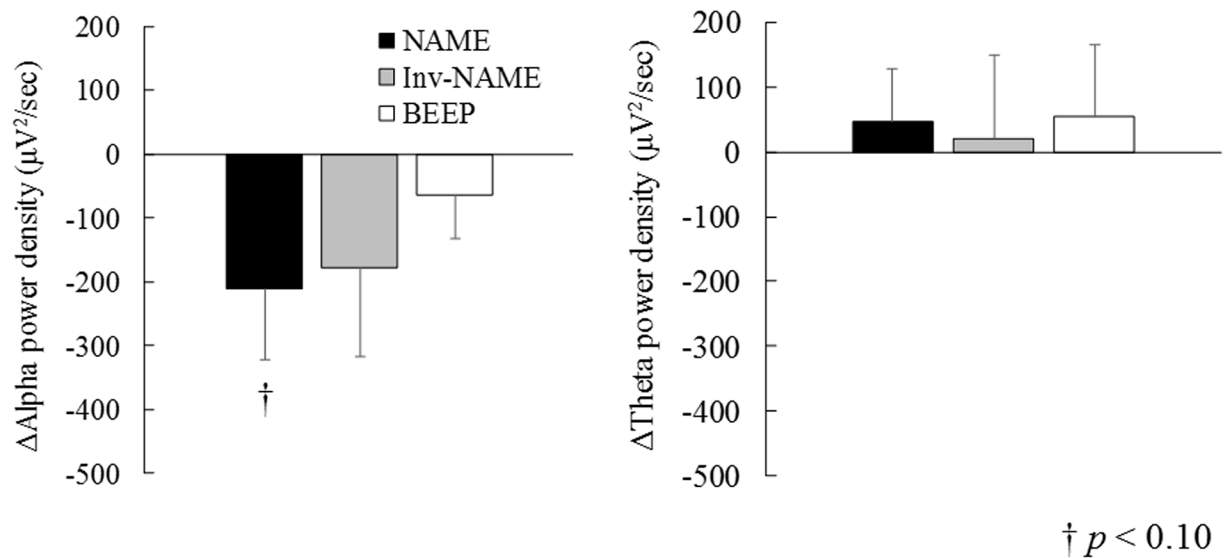 ΔAlpha power density (µV²/sec)
200
100
0
-100
-200
-300
-400
-500
NAME
Inv-NAME
BEEP
†
ΔTheta power density (µV²/sec)
200
100
0
-100
-200
-300
-400
-500
† p < 0.10